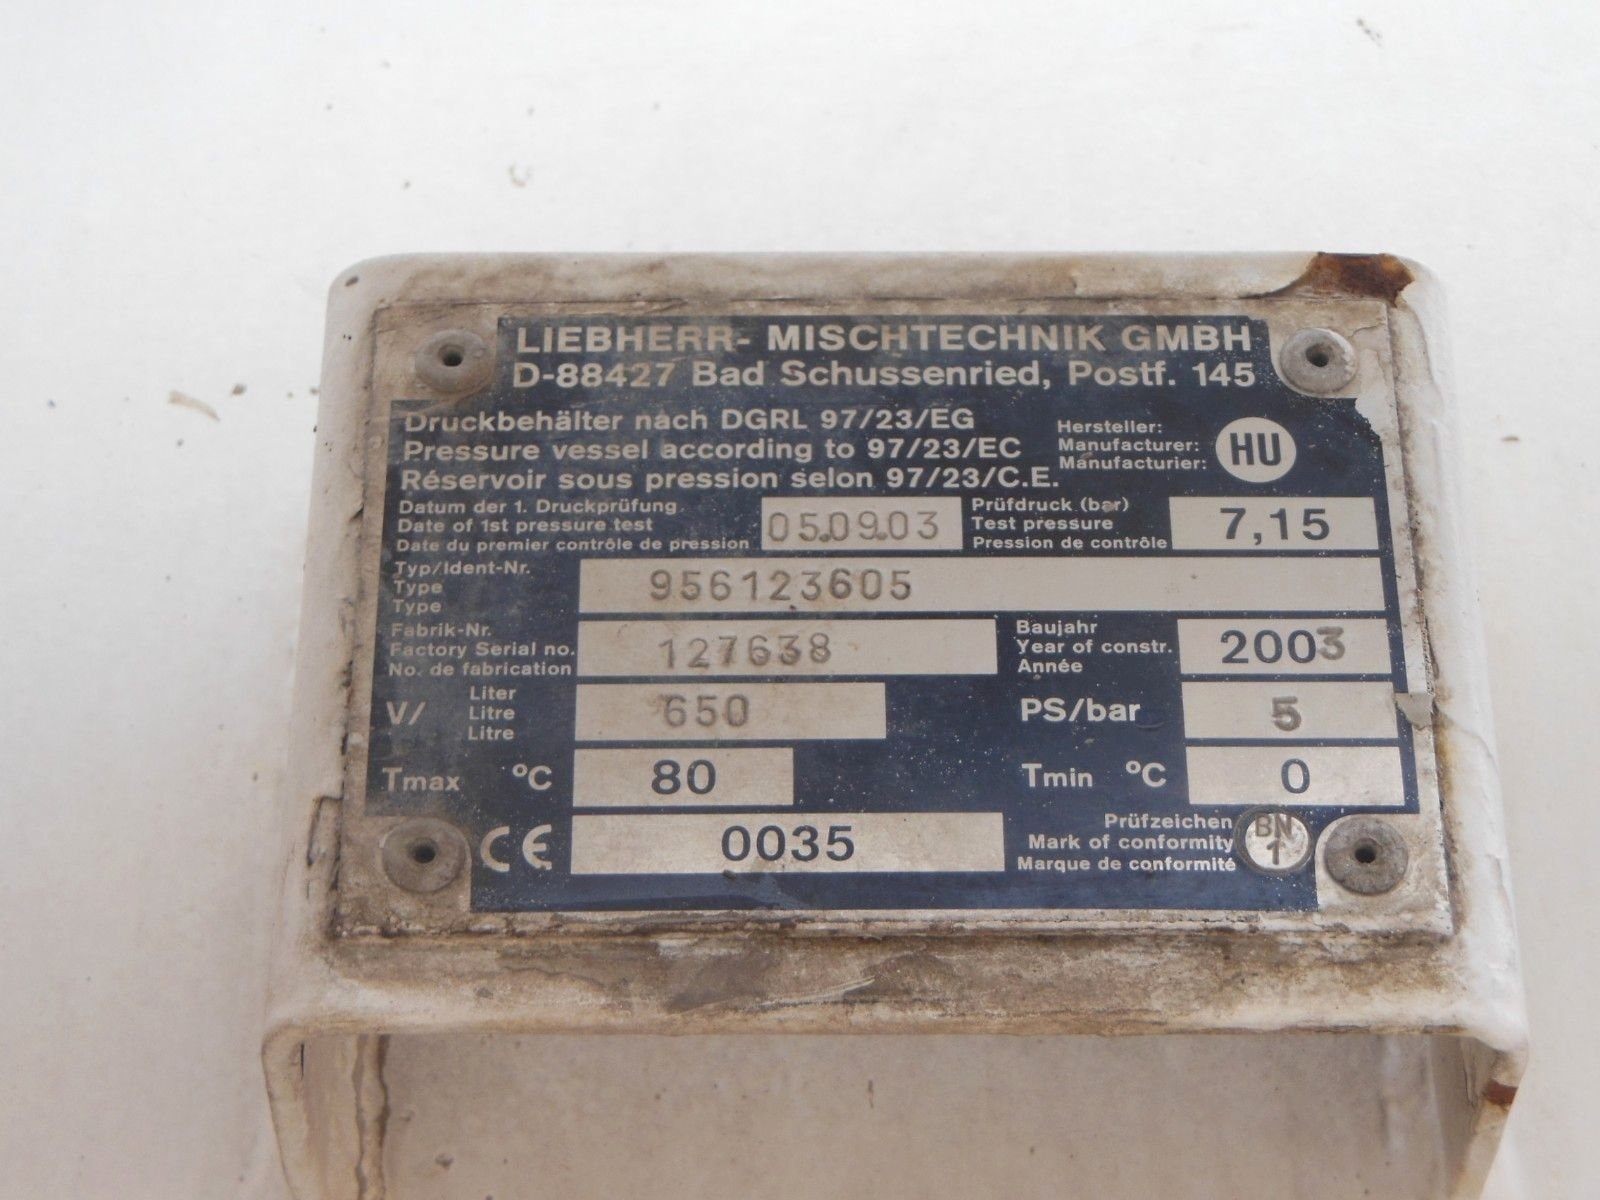 LIEBHERR- MISCHTECHNIK GMBH
D-88427 Bad Schussenried, Postf. 145
Druckbehälter nach DGRL 97/23/EG
Pressure vessel according to 97/23/EC
Réservoir sous pression selon 97/23/C.E.
Hersteller:
Manufacturer:
Manufacturier:
HU
Datum der 1. Druckprüfung
Date of 1st pressure test
Date du premier contrôle de pression
05.09.03
Prüfdruck (bar)
Test pressure
Pression de contrôle
7,15
Typ/Ident-Nr.
Type
Type
956123605
Fabrik-Nr.
Factory Serial no.
No. de fabrication
127638
Baujahr
Year of constr.
Année
2003
V/
Liter
Litre
Litre
650
PS/bar
5
Tmax °C
80
Tmin °C
0
CE
0035
Prüfzeichen
Mark of conformity
Marque de conformité
BN
1